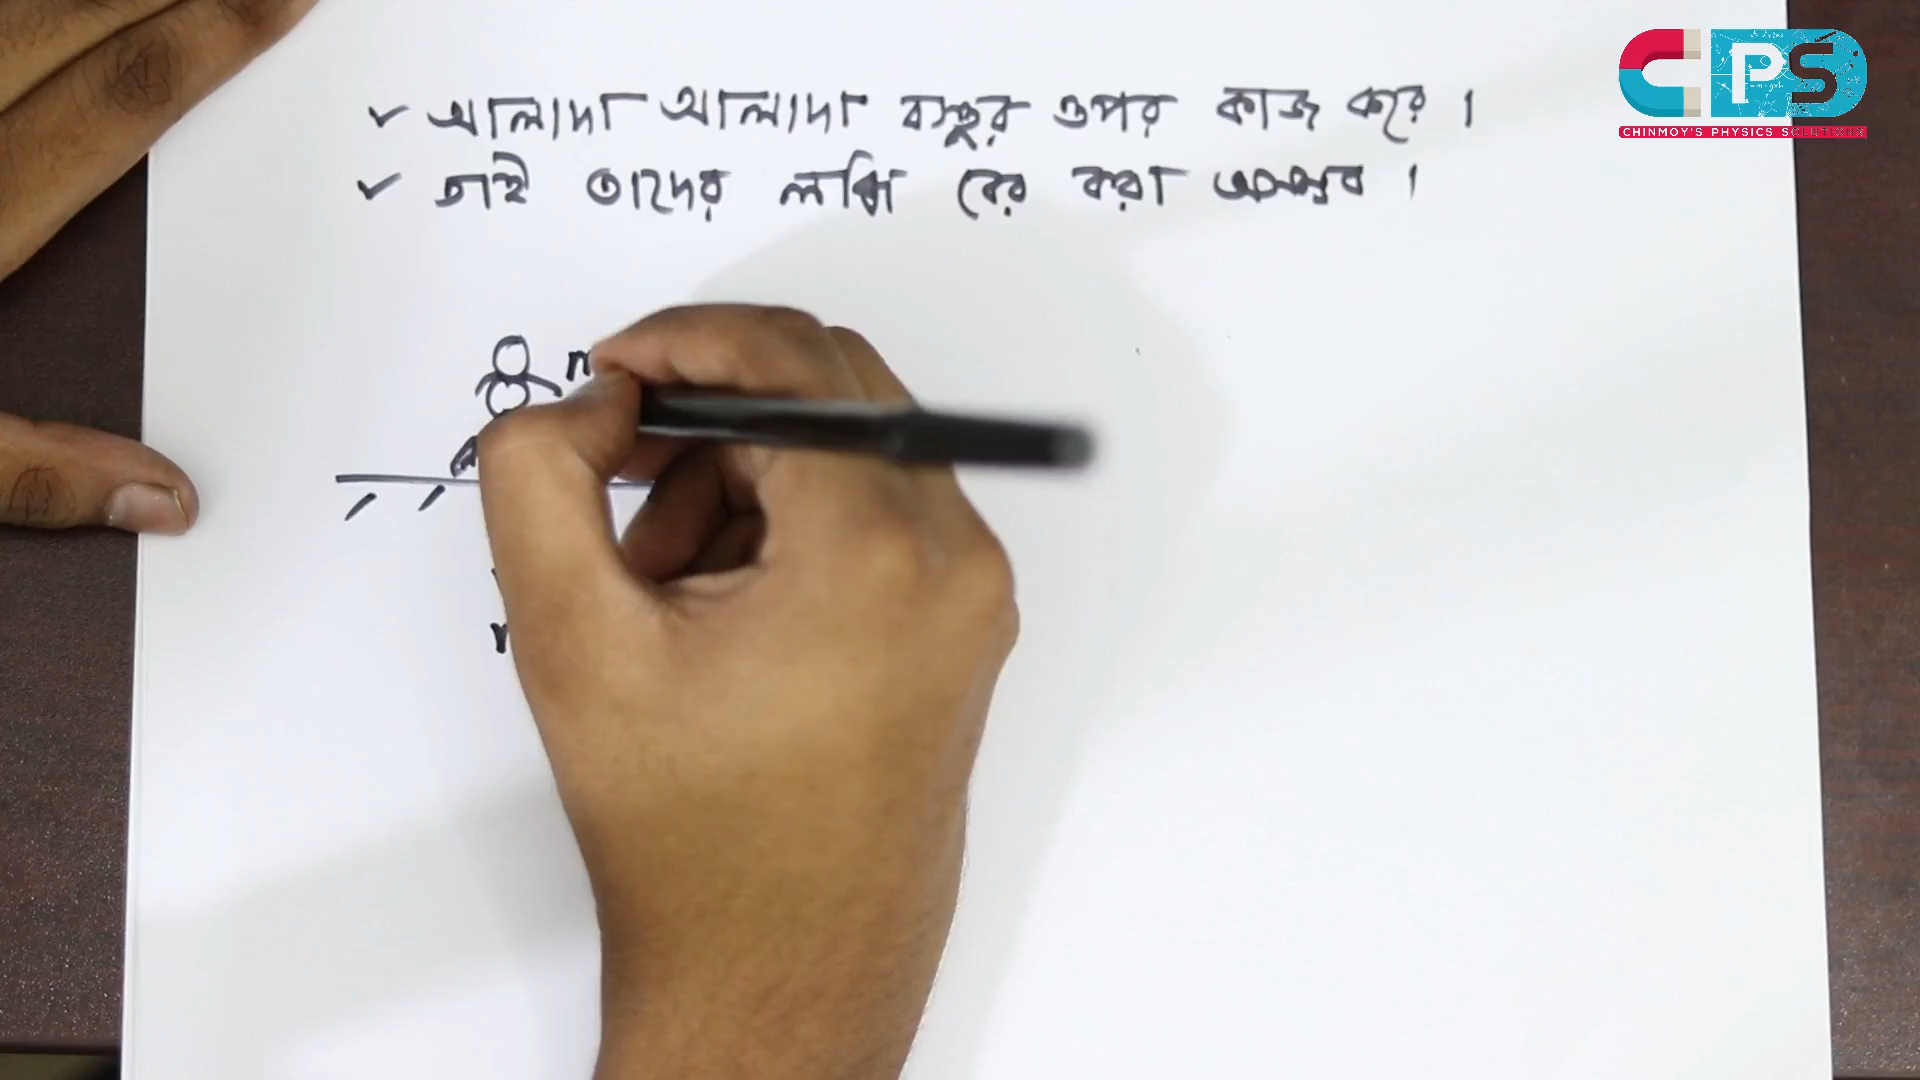 ✓ আলাদা আলাদা বস্তুর ওপর কাজ করে ।
✓ তাই তাদের লব্ধি বের করা অসম্ভব ।
CPS
CHINMOY'S PHYSICS SOLUTIONS